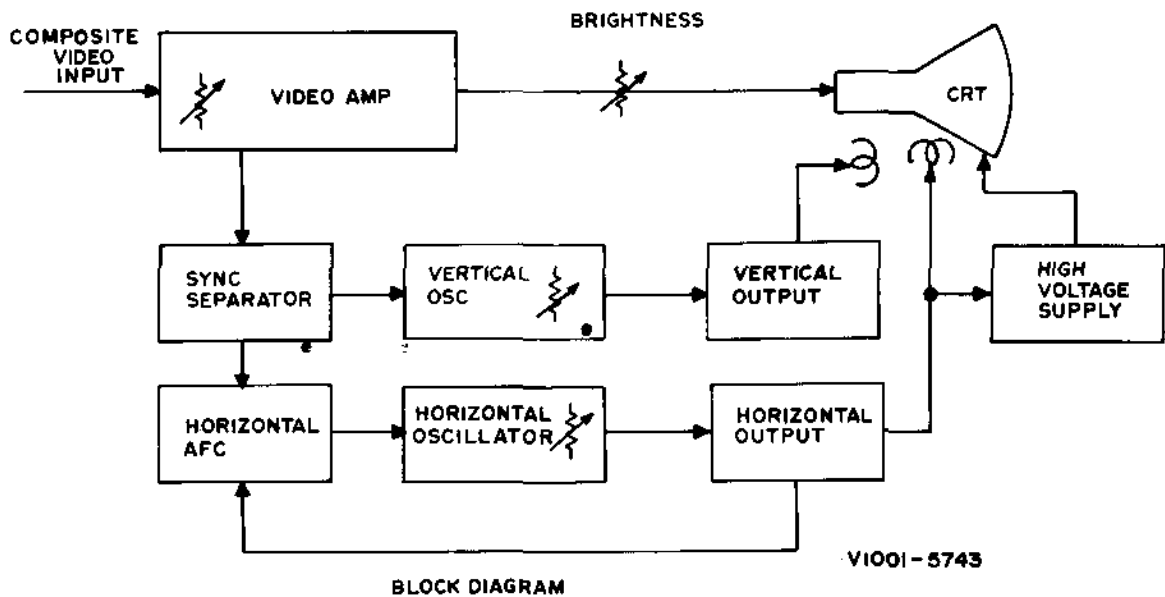 BRIGHTNESS
COMPOSITE
VIDEO
INPUT
VIDEO AMP
CRT
SYNC
SEPARATOR
VERTICAL
OSC
VERTICAL
OUTPUT
HIGH
VOLTAGE
SUPPLY
HORIZONTAL
AFC
HORIZONTAL
OSCILLATOR
HORIZONTAL
OUTPUT
V1001-5743
BLOCK DIAGRAM